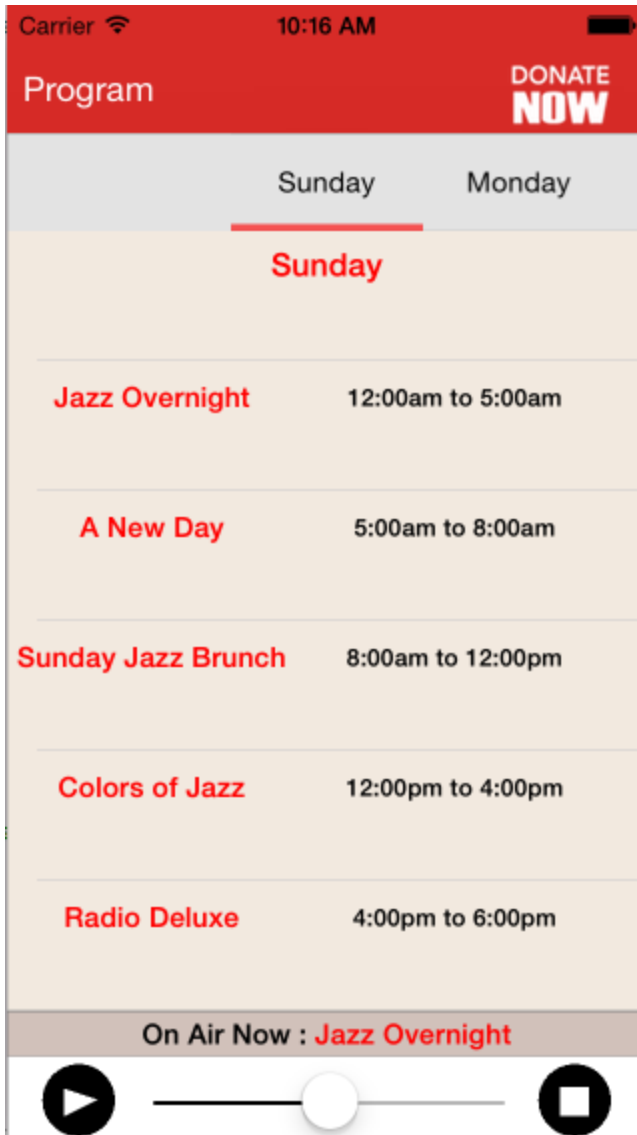 Carrier 10:16 AM
Program
DONATE
NOW
Sunday Monday
Sunday
Jazz Overnight 12:00am to 5:00am
A New Day 5:00am to 8:00am
Sunday Jazz Brunch 8:00am to 12:00pm
Colors of Jazz 12:00pm to 4:00pm
Radio Deluxe 4:00pm to 6:00pm
On Air Now : Jazz Overnight